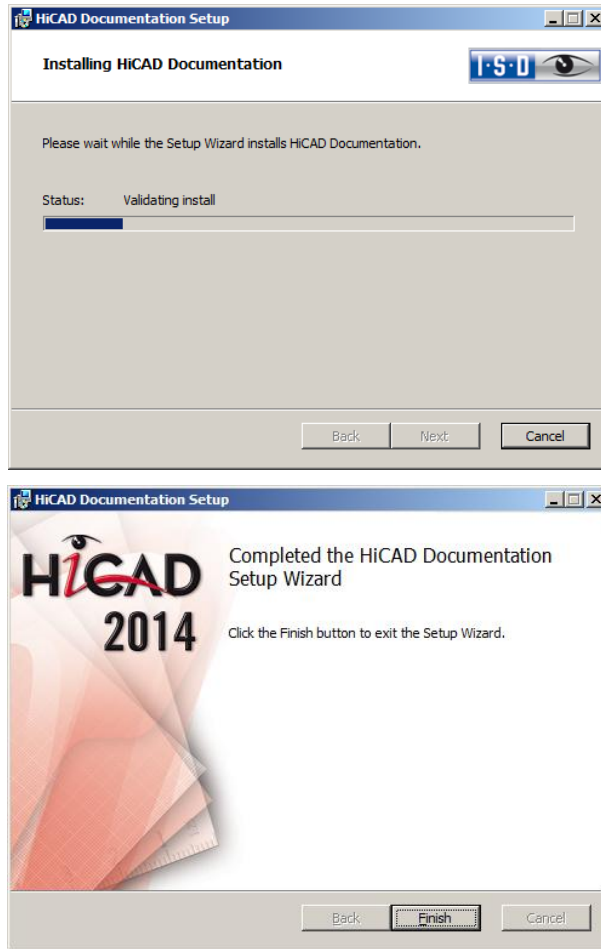 HiCAD Documentation Setup
Installing HiCAD Documentation
I·S·D
Please wait while the Setup Wizard installs HiCAD Documentation.
Status: Validating install
Back Next Cancel
HiCAD Documentation Setup
HiCAD
2014
Completed the HiCAD Documentation
Setup Wizard
Click the Finish button to exit the Setup Wizard.
Back Finish Cancel